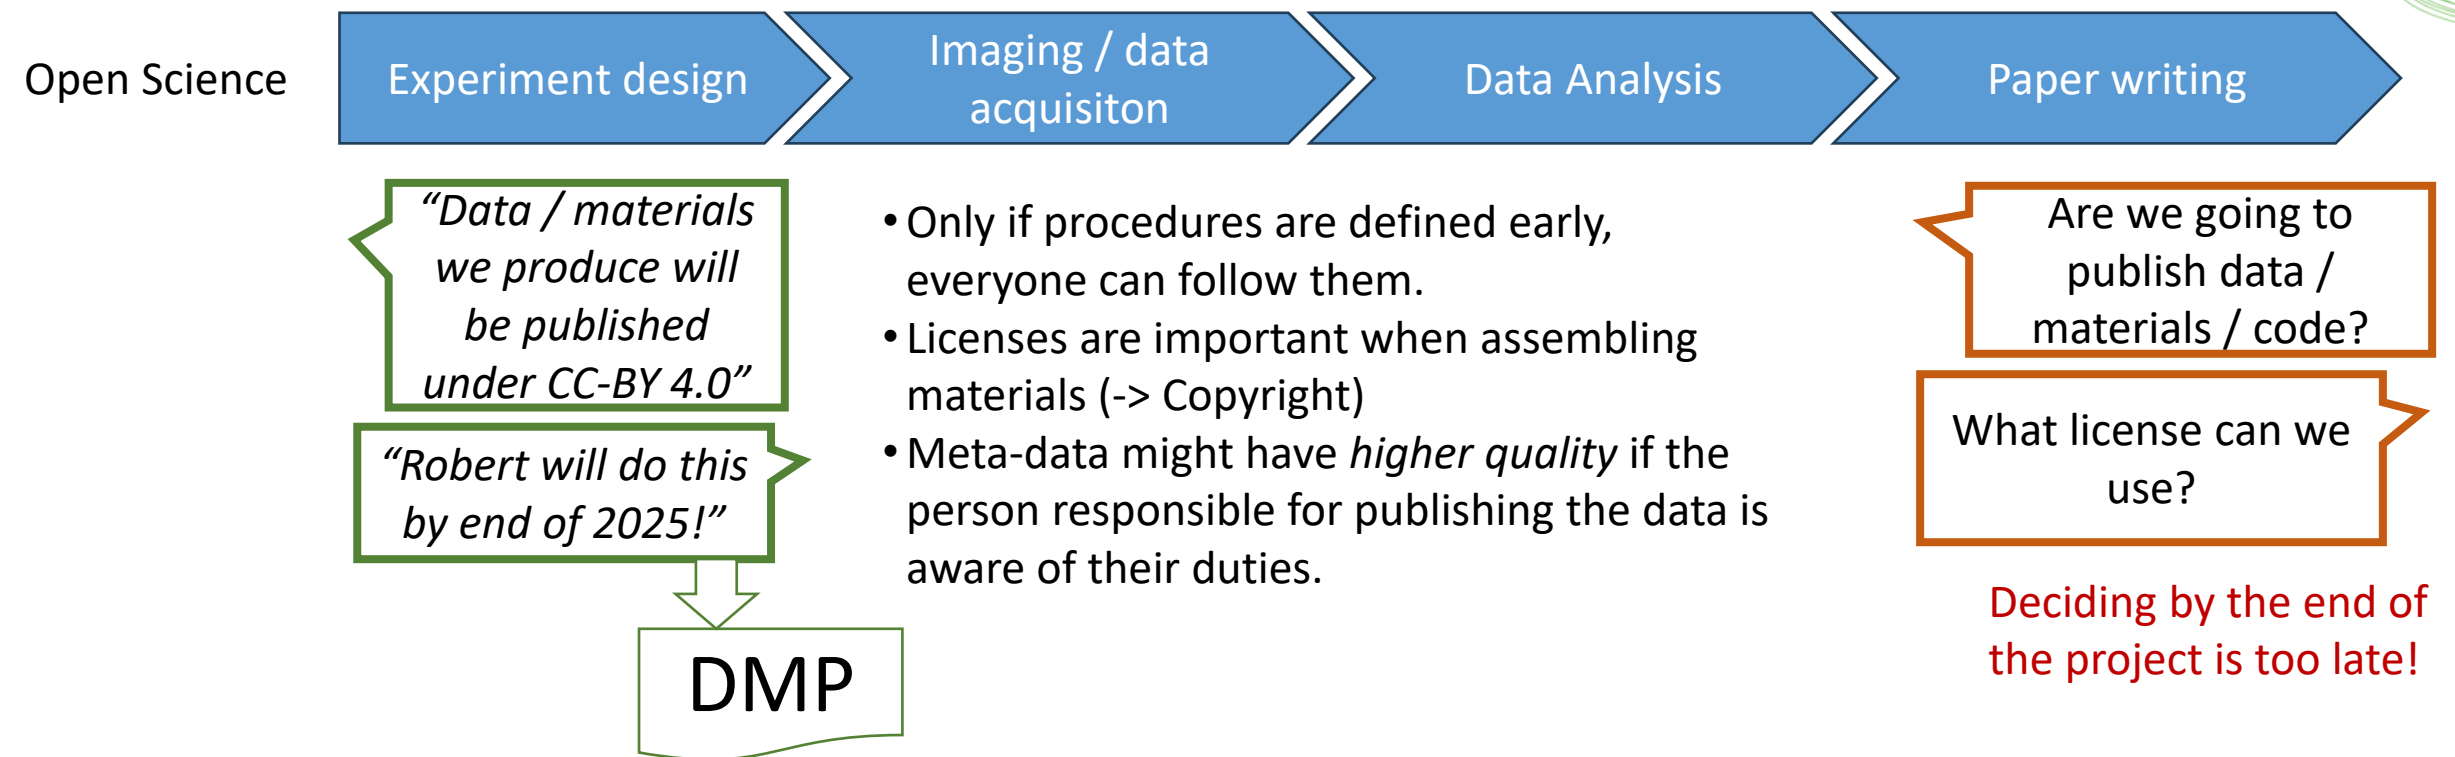 Open Science
Experiment design
Imaging / data
acquisiton
Data Analysis
Paper writing
“Data / materials
we produce will
be published
under CC-BY 4.0”
“Robert will do this
by end of 2025!”
DMP
• Only if procedures are defined early,
everyone can follow them.
• Licenses are important when assembling
materials (-> Copyright)
• Meta-data might have higher quality if the
person responsible for publishing the data is
aware of their duties.
Are we going to
publish data /
materials / code?
What license can we
use?
Deciding by the end of
the project is too late!